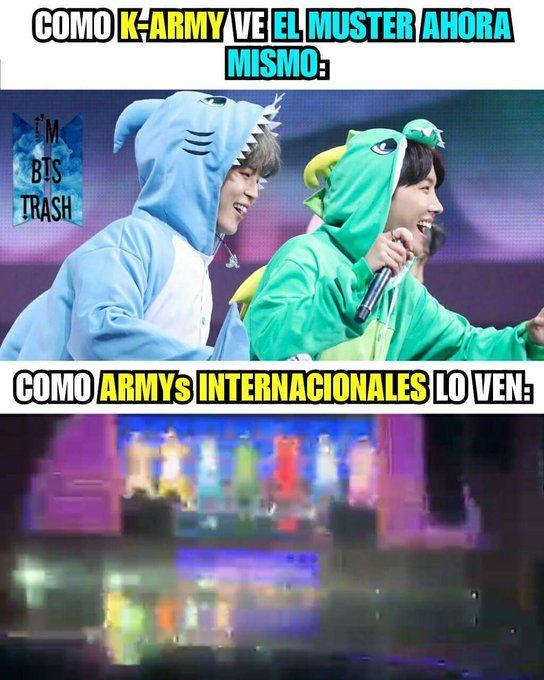 COMO K-ARMY VE EL MUSTER AHORA
MISMO:
I'M
BTS
TRASH
COMO ARMYs INTERNACIONALES LO VEN: